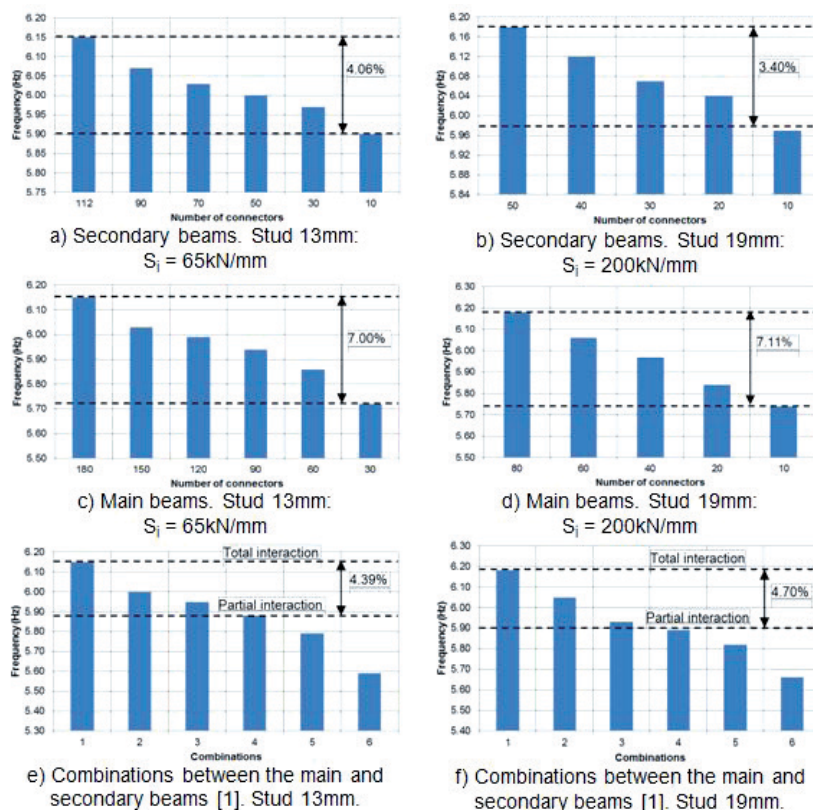 Frequency (Hz)
6.20
6.15
6.10
6.05
6.00
5.95
5.90
5.85
5.80
5.75
4.06%
112 90 70 50 30 10
Number of connectors
a) Secondary beams. Stud 13mm:
Si = 65kN/mm
Frequency (Hz)
6.20
6.16
6.12
6.08
6.04
6.00
5.96
5.92
5.88
5.84
3.40%
50 40 30 20 10
Number of connectors
b) Secondary beams. Stud 19mm:
Si = 200kN/mm
Frequency (Hz)
6.20
6.10
6.00
5.90
5.80
5.70
5.60
5.50
7.00%
180 150 120 90 60 30
Number of connectors
c) Main beams. Stud 13mm:
Si = 65kN/mm
Frequency (Hz)
6.30
6.20
6.10
6.00
5.90
5.80
5.70
5.60
5.50
7.11%
80 60 40 20 10
Number of connectors
d) Main beams. Stud 19mm:
Si = 200kN/mm
Frequency (Hz)
6.20
6.10
6.00
5.90
5.80
5.70
5.60
5.50
5.40
5.30
Total interaction
4.39%
Partial interaction
1 2 3 4 5 6
Combinations
e) Combinations between the main and
secondary beams [1]. Stud 13mm.
Frequency (Hz)
6.30
6.20
6.10
6.00
5.90
5.80
5.70
5.60
5.50
5.40
Total interaction
4.70%
Partial interaction
1 2 3 4 5 6
Combinations
f) Combinations between the main and
secondary beams [1]. Stud 19mm.